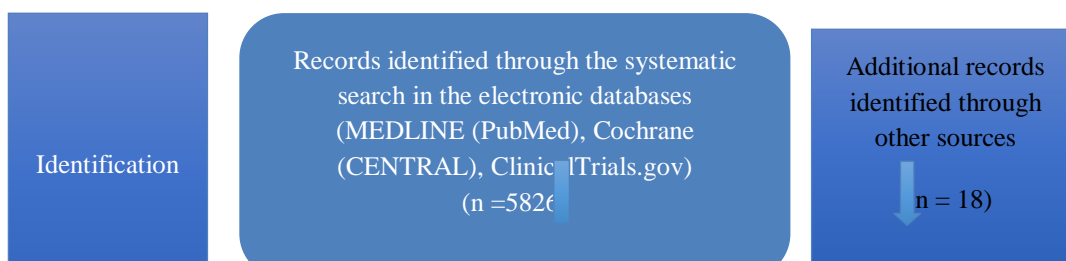 Identification
Records identified through the systematic
search in the electronic databases
(MEDLINE (PubMed), Cochrane
(CENTRAL), Clinic lTrials.gov)
(n =5826
Additional records
identified through
other sources
n = 18)